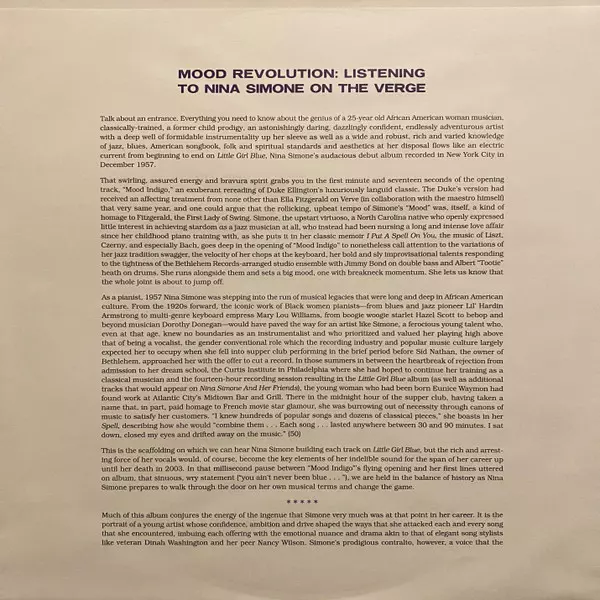 MOOD REVOLUTION: LISTENING
TO NINA SIMONE ON THE VERGE
Talk about an entrance. Everything you need to know about the genius of a 25-year old African American woman musician,
classically-trained, a former child prodigy, an astonishingly daring, dazzlingly confident, endlessly adventurous artist
with a deep well of formidable instrumentality up her sleeve as well as a wide and robust, rich and varied knowledge
of jazz, blues, American songbook, folk and spiritual standards and aesthetics at her disposal flows like an electric
current from beginning to end on Little Girl Blue, Nina Simone's audacious debut album recorded in New York City in
December 1957.
That swirling, assured energy and bravura spirit grabs you in the first minute and seventeen seconds of the opening
track, "Mood Indigo," an exuberant rereading of Duke Ellington's luxuriously languid classic. The Duke's version had
received an affecting treatment from none other than Ella Fitzgerald on Verve (in collaboration with the maestro himself)
that very same year, and one could argue that the rollicking, upbeat tempo of Simone's "Mood" was, itself, a kind of
homage to Fitzgerald, the First Lady of Swing. Simone, the upstart virtuoso, a North Carolina native who openly expressed
little interest in achieving stardom as a jazz musician at all, who instead had been nursing a long and intense love affair
since her childhood piano training with, as she puts it in her classic memoir I Put A Spell On You, the music of Liszt,
Czerny, and especially Bach, goes deep in the opening of "Mood Indigo" to nonetheless call attention to the variations of
her jazz tradition swagger, the velocity of her chops at the keyboard, her bold and sly improvisational talents responding
to the tightness of the Bethlehem Records-arranged studio ensemble with Jimmy Bond on double bass and Albert "Tootie"
heath on drums. She runs alongside them and sets a big mood, one with breakneck momentum. She lets us know that
the whole joint is about to jump off.
As a pianist, 1957 Nina Simone was stepping into the run of musical legacies that were long and deep in African American
culture. From the 1920s forward, the iconic work of Black women pianists—from blues and jazz pioneer Lil' Hardin
Armstrong to multi-genre keyboard empress Mary Lou Williams, from boogie woogie starlet Hazel Scott to bebop and
beyond musician Dorothy Donegan—would have paved the way for an artist like Simone, a ferocious young talent who,
even at that age, knew no boundaries as an instrumentalist and who prioritized and valued her playing high above
that of being a vocalist, the gender conventional role which the recording industry and popular music culture largely
expected her to occupy when she fell into supper club performing in the brief period before Sid Nathan, the owner of
Bethlehem, approached her with the offer to cut a record. In those summers in between the heartbreak of rejection from
admission to her dream school, the Curtis Institute in Philadelphia where she had hoped to continue her training as a
classical musician and the fourteen-hour recording session resulting in the Little Girl Blue album (as well as additional
tracks that would appear on Nina Simone And Her Friends), the young woman who had been born Eunice Waymon had
found work at Atlantic City's Midtown Bar and Grill. There in the midnight hour of the supper club, having taken a
name that, in part, paid homage to French movie star glamour, she was burrowing out of necessity through canons of
music to satisfy her customers. "I knew hundreds of popular songs and dozens of classical pieces," she boasts in her
Spell, describing how she would "combine them . . . Each song . . . lasted anywhere between 30 and 90 minutes. I sat
down, closed my eyes and drifted away on the music." (50)
This is the scaffolding on which we can hear Nina Simone building each track on Little Girl Blue, but the rich and arrest-
ing force of her vocals would, of course, become the key elements of her indelible sound for the span of her career up
until her death in 2003. In that millisecond pause between "Mood Indigo"'s flying opening and her first lines uttered
on album, that sinuous, wry statement ("you ain't never been blue . . ."), we are held in the balance of history as Nina
Simone prepares to walk through the door on her own musical terms and change the game.
* * * * *
Much of this album conjures the energy of the ingenue that Simone very much was at that point in her career. It is the
portrait of a young artist whose confidence, ambition and drive shaped the ways that she attacked each and every song
that she encountered, imbuing each offering with the emotional nuance and drama akin to that of elegant song stylists
like veteran Dinah Washington and her peer Nancy Wilson. Simone's prodigious contralto, however, a voice that the